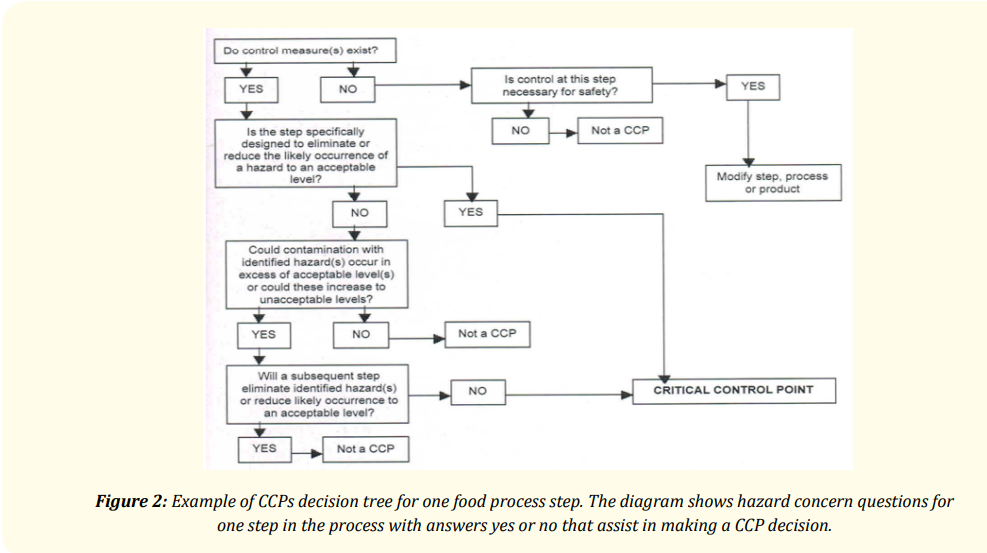 Do control measure(s) exist?
YES
NO
Is control at this step
necessary for safety?
YES
NO
Not a CCP
Modify step, process
or product
Is the step specifically
designed to eliminate or
reduce the likely occurrence of
a hazard to an acceptable
level?
NO
YES
Could contamination with
identified hazard(s) occur in
excess of acceptable level(s)
or could these increase to
unacceptable levels?
YES
NO
Not a CCP
Will a subsequent step
eliminate identified hazard(s)
or reduce likely occurrence to
an acceptable level?
NO
CRITICAL CONTROL POINT
YES
Not a CCP
Figure 2: Example of CCPs decision tree for one food process step. The diagram shows hazard concern questions for
one step in the process with answers yes or no that assist in making a CCP decision.